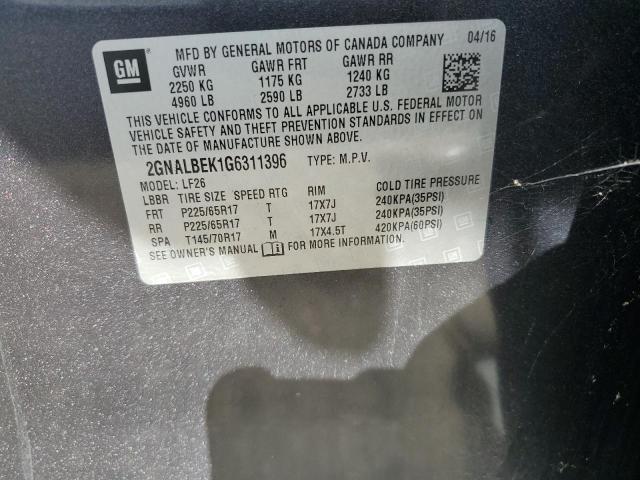 GM
MFD BY GENERAL MOTORS OF CANADA COMPANY 04/16
GVWR GAWR FRT GAWR RR
2250 KG 1175 KG 1240 KG
4960 LB 2590 LB 2733 LB
THIS VEHICLE CONFORMS TO ALL APPLICABLE U.S. FEDERAL MOTOR
VEHICLE SAFETY AND THEFT PREVENTION STANDARDS IN EFFECT ON
THE DATE OF MANUFACTURE SHOWN ABOVE.
2GNALBEK1G6311396 TYPE: M.P.V.
MODEL: LF26
LBBR TIRE SIZE SPEED RTG RIM COLD TIRE PRESSURE
FRT P225/65R17 T 17X7J 240KPA(35PSI)
RR P225/65R17 T 17X7J 240KPA(35PSI)
SPA T145/70R17 M 17X4.5T 420KPA(60PSI)
SEE OWNER'S MANUAL FOR MORE INFORMATION.